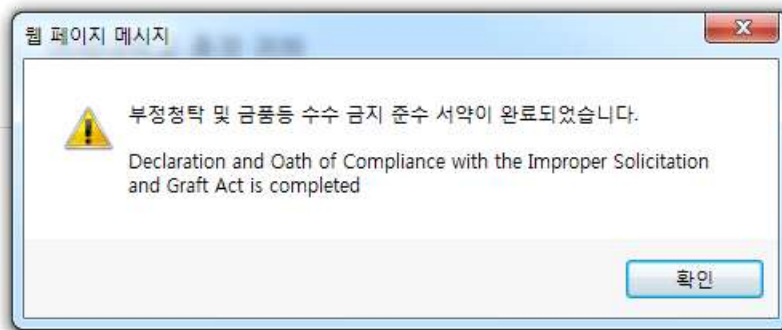 웹 페이지 메시지
부정청탁 및 금품등 수수 금지 준수 서약이 완료되었습니다.
Declaration and Oath of Compliance with the Improper Solicitation
and Graft Act is completed
확인